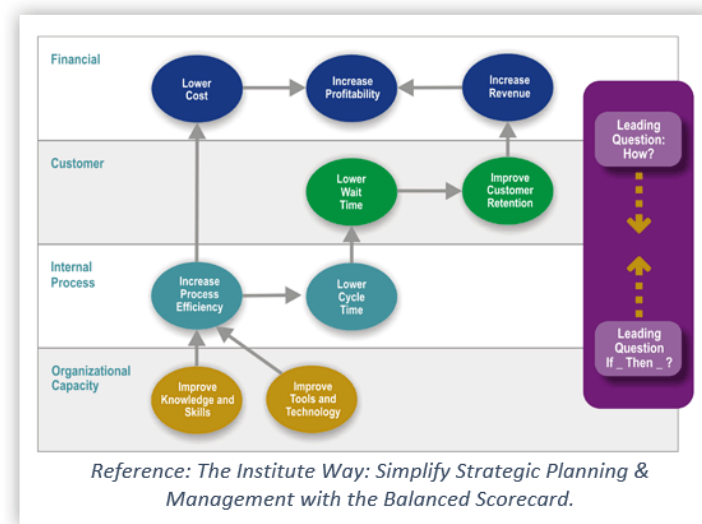 Financial
Lower
Cost
Increase
Profitability
Increase
Revenue
Customer
Lower
Wait
Time
Improve
Customer
Retention
Internal
Process
Increase
Process
Efficiency
Lower
Cycle
Time
Organizational
Capacity
Improve
Knowledge and
Skills
Improve
Tools and
Technology
Leading
Question:
How?
Leading
Question
If _ Then _ ?
Reference: The Institute Way: Simplify Strategic Planning &
Management with the Balanced Scorecard.